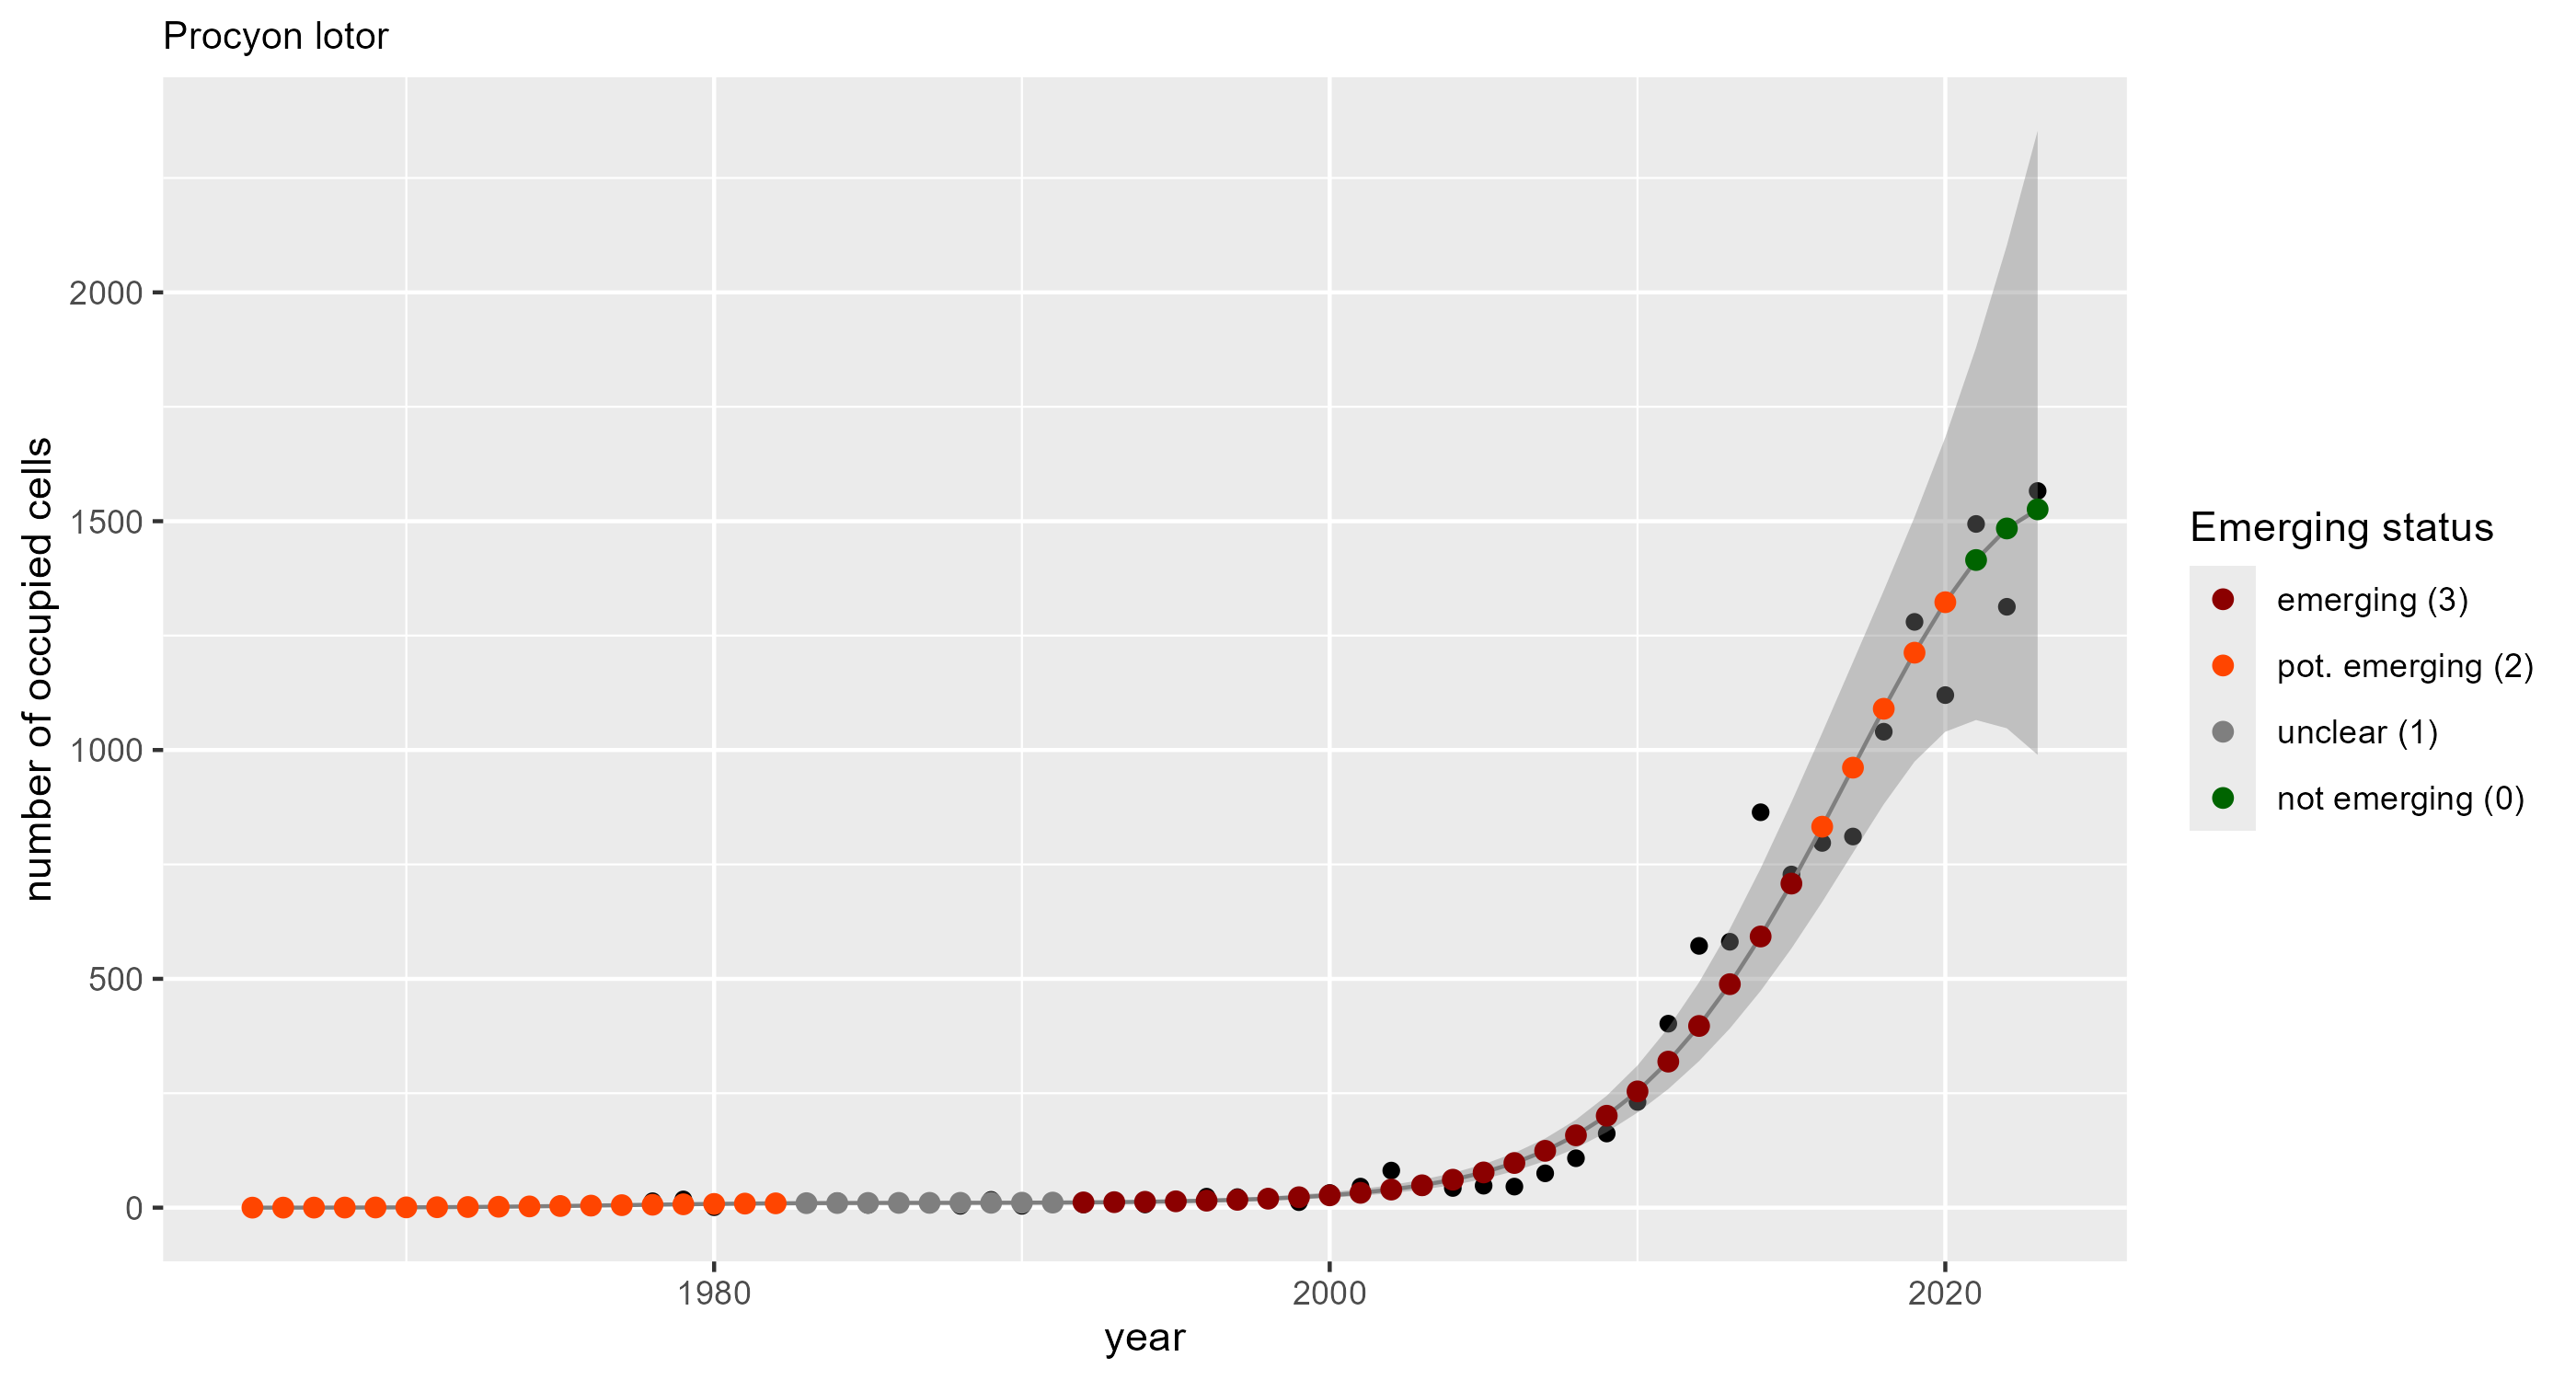 Procyon lotor
number of occupied cells
2000
1500
1000
500
0
1980
2000
2020
year
Emerging status
emerging (3)
pot. emerging (2)
unclear (1)
not emerging (0)